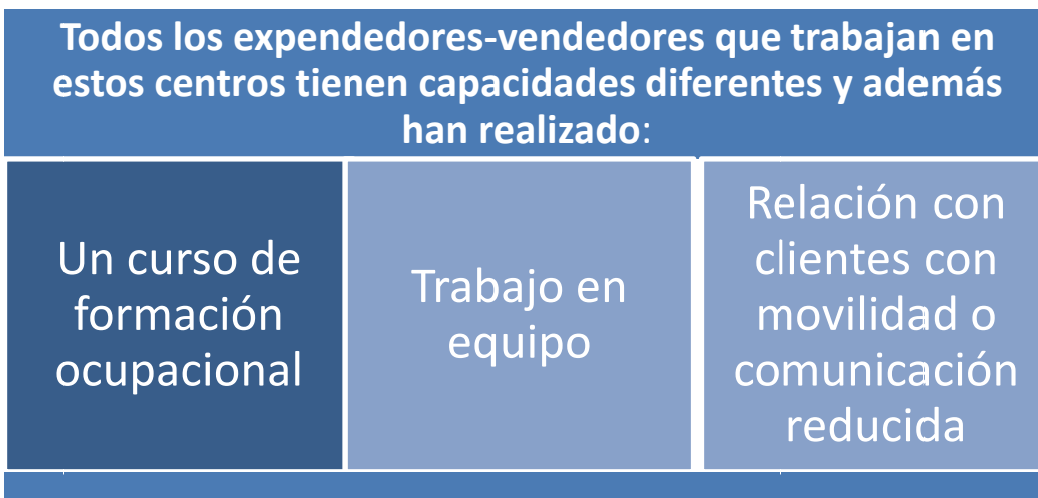 Todos los expendedores-vendedores que trabajan en
estos centros tienen capacidades diferentes y además
han realizado:
Un curso de
formación
ocupacional
Trabajo en
equipo
Relación con
clientes con
movilidad o
comunicación
reducida